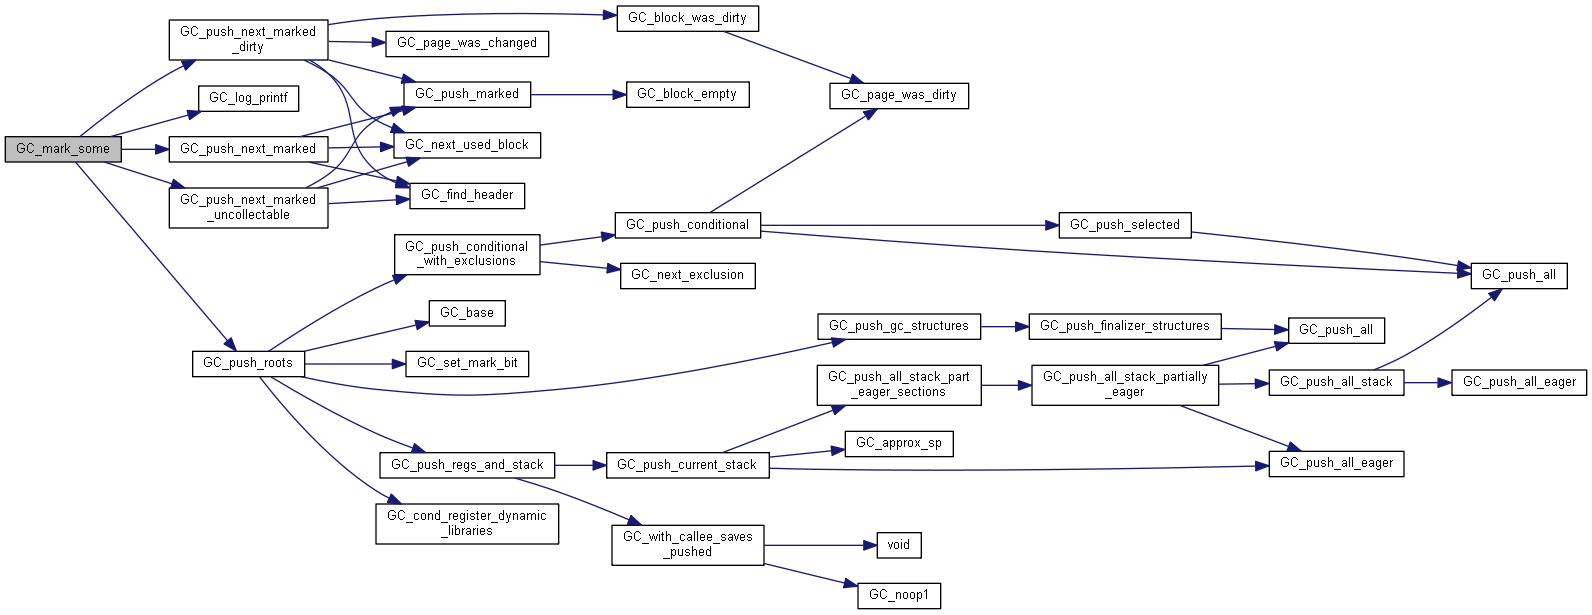 GC_mark_some
GC_push_next_marked
_dirty
GC_log_printf
GC_push_next_marked
GC_push_next_marked
_uncollectable
GC_push_roots
GC_page_was_changed
GC_push_marked
GC_next_used_block
GC_find_header
GC_push_conditional
_with_exclusions
GC_base
GC_set_mark_bit
GC_push_regs_and_stack
GC_cond_register_dynamic
_libraries
GC_block_was_dirty
GC_block_empty
GC_push_conditional
GC_next_exclusion
GC_push_current_stack
GC_with_callee_saves
_pushed
GC_page_was_dirty
GC_push_gc_structures
GC_push_all_stack_part
_eager_sections
GC_approx_sp
void
GC_noop1
GC_push_selected
GC_push_finalizer_structures
GC_push_all_stack_partially
_eager
GC_push_all
GC_push_all_stack
GC_push_all_eager
GC_push_all
GC_push_all_eager